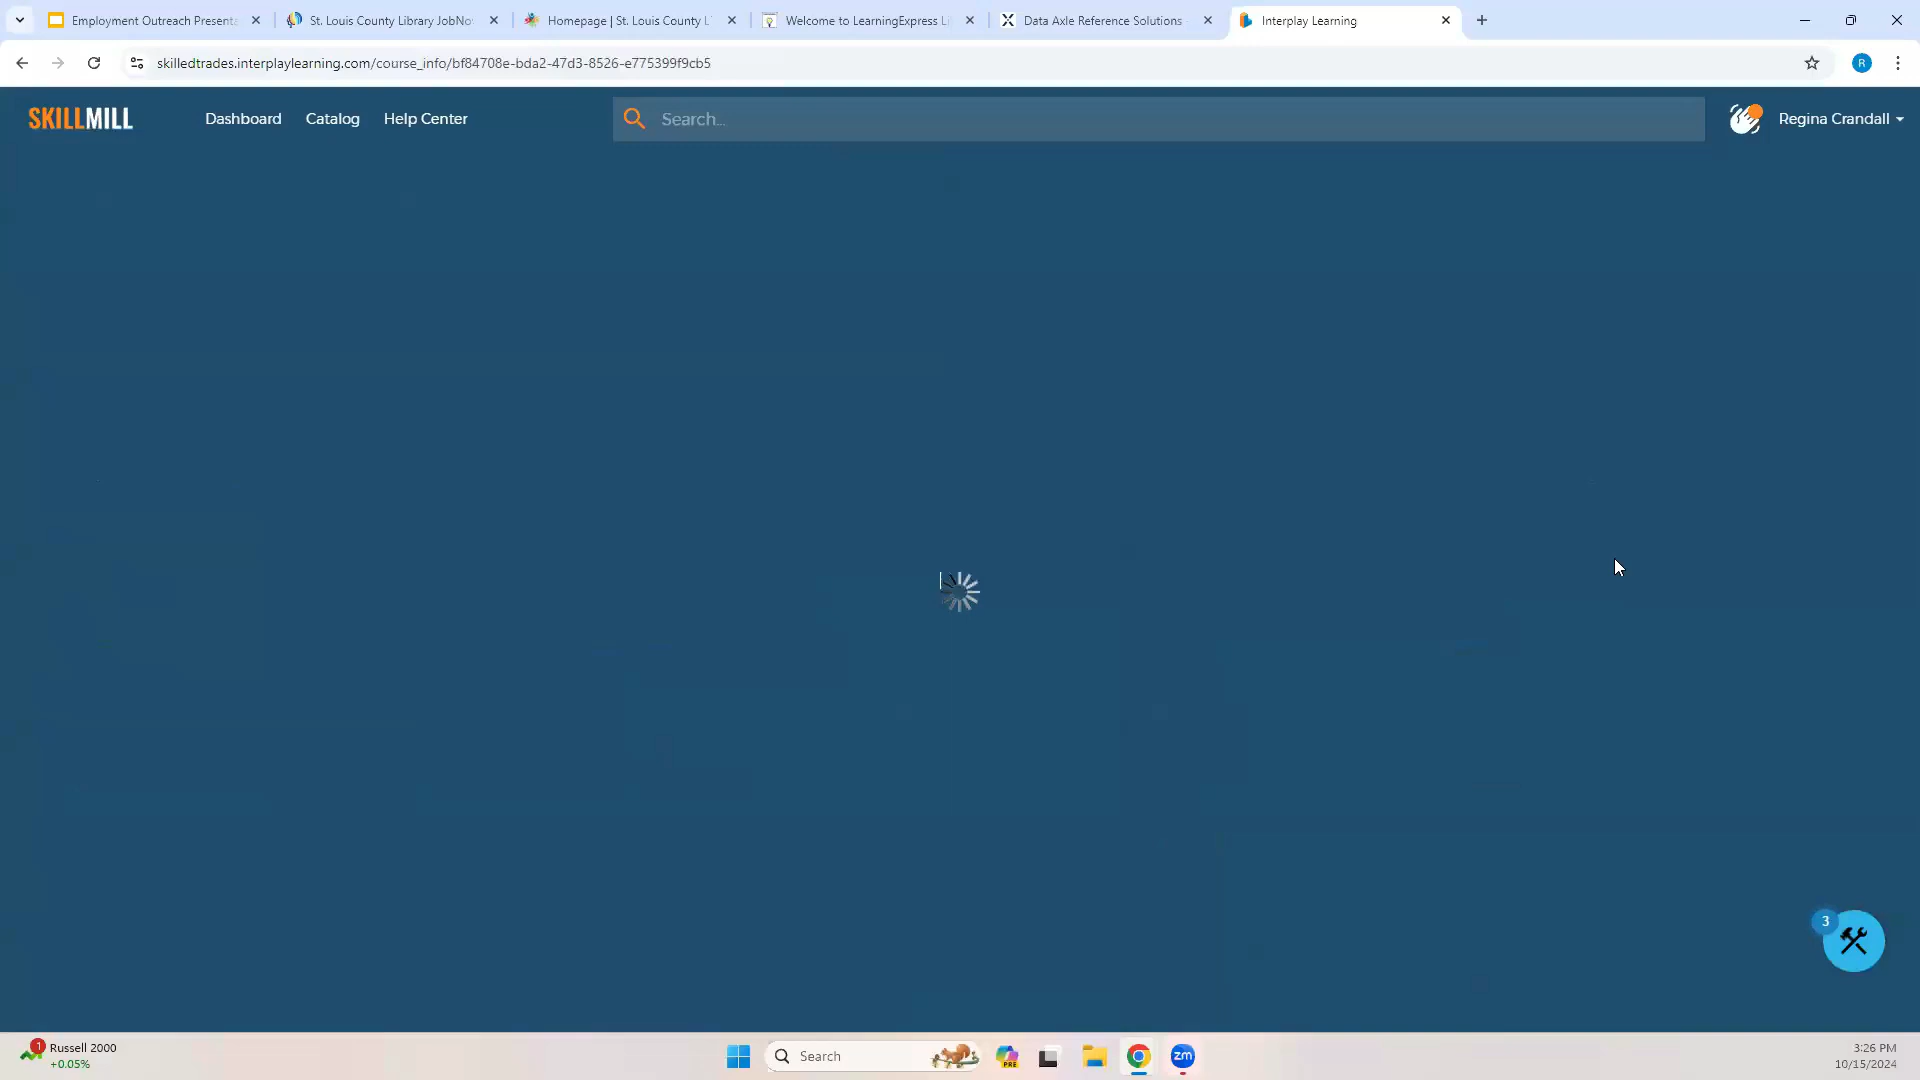 Employment Outreach Presenta
St. Louis County Library JobNo
Homepage | St. Louis County L
Welcome to LearningExpress Li
Data Axle Reference Solutions
Interplay Learning
skilledtrades.interplaylearning.com/course_info/bf84708e-bda2-47d3-8526-e775399f9cb5
R
SKILLMILL
Dashboard
Catalog
Help Center
Search...
Regina Crandall
3
1
Russell 2000
+0.05%
Search
PRE
zm
3:26 PM
10/15/2024